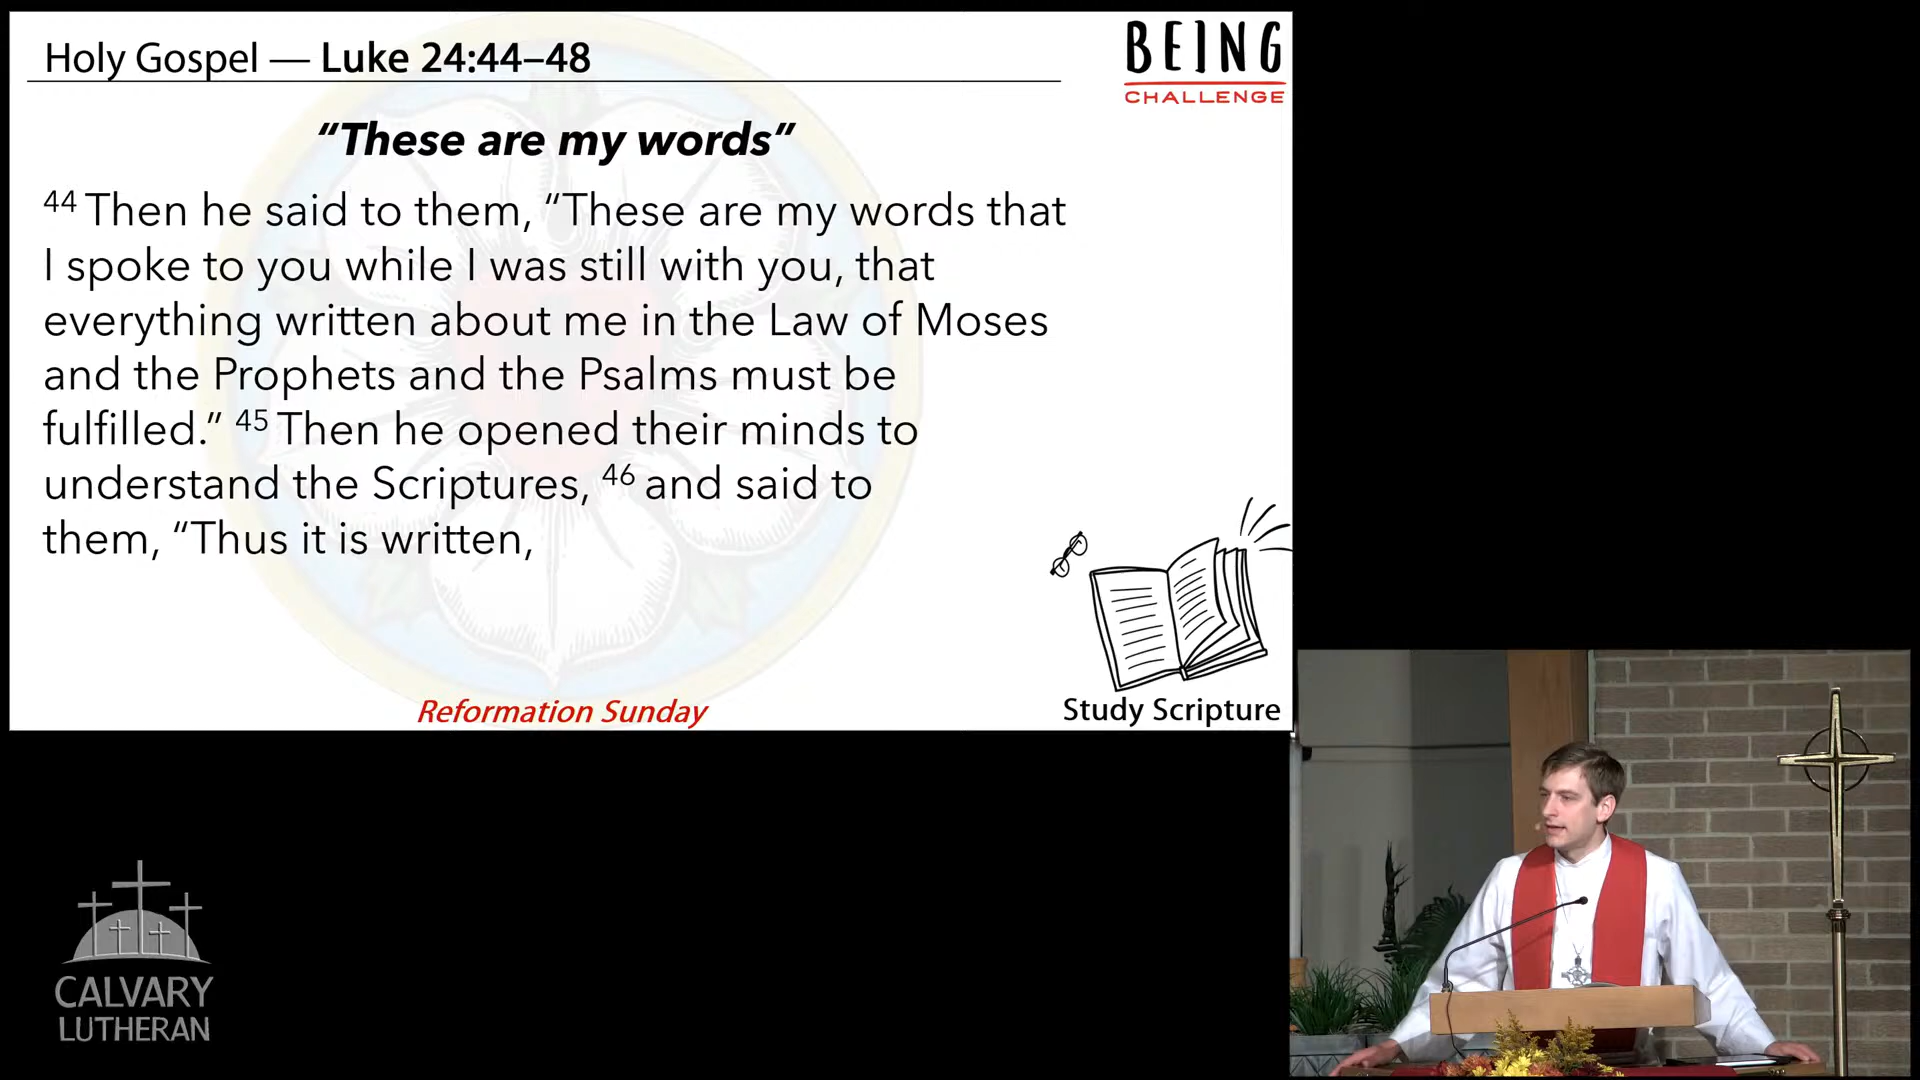 Holy Gospel — Luke 24:44–48
BEING
CHALLENGE
“These are my words”
44 Then he said to them, “These are my words that
I spoke to you while I was still with you, that
everything written about me in the Law of Moses
and the Prophets and the Psalms must be
fulfilled.” 45 Then he opened their minds to
understand the Scriptures, 46 and said to
them, “Thus it is written,
Reformation Sunday
Study Scripture
CALVARY
LUTHERAN